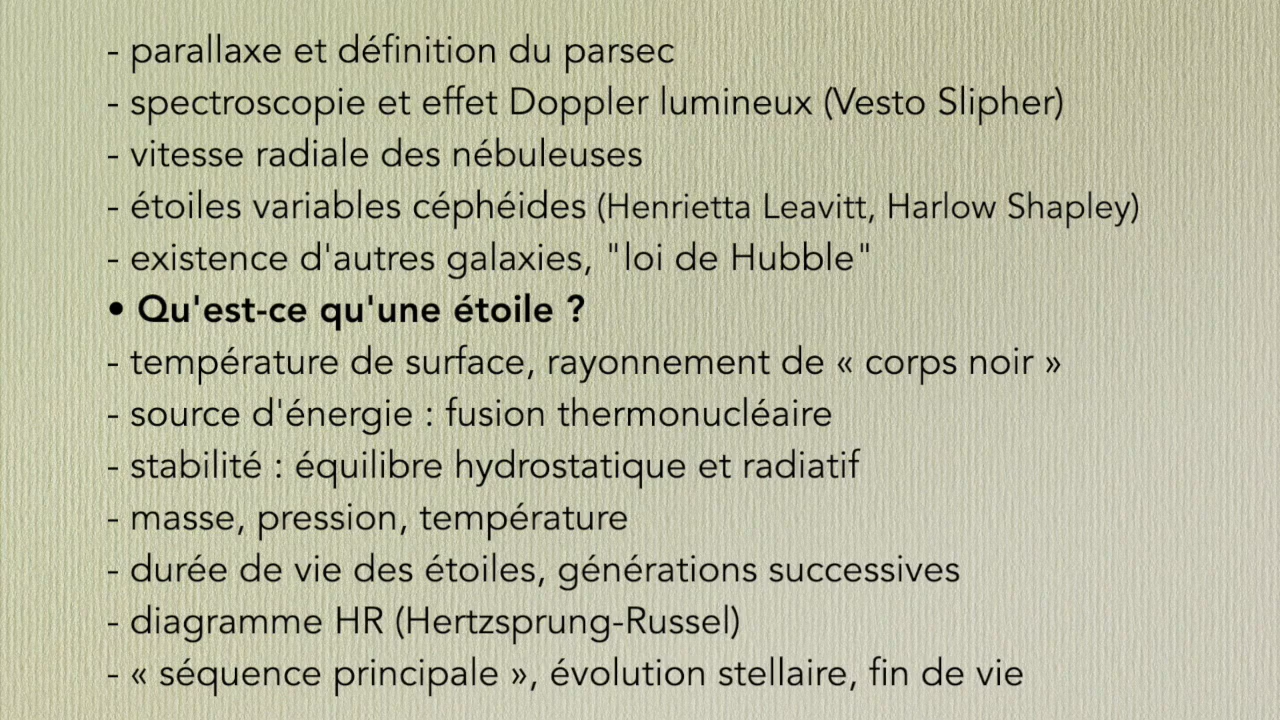 - parallaxe et définition du parsec
- spectroscopie et effet Doppler lumineux (Vesto Slipher)
- vitesse radiale des nébuleuses
- étoiles variables céphéides (Henrietta Leavitt, Harlow Shapley)
- existence d'autres galaxies, "loi de Hubble"
• Qu'est-ce qu'une étoile ?
- température de surface, rayonnement de « corps noir »
- source d'énergie : fusion thermonucléaire
- stabilité : équilibre hydrostatique et radiatif
- masse, pression, température
- durée de vie des étoiles, générations successives
- diagramme HR (Hertzsprung-Russel)
- « séquence principale », évolution stellaire, fin de vie